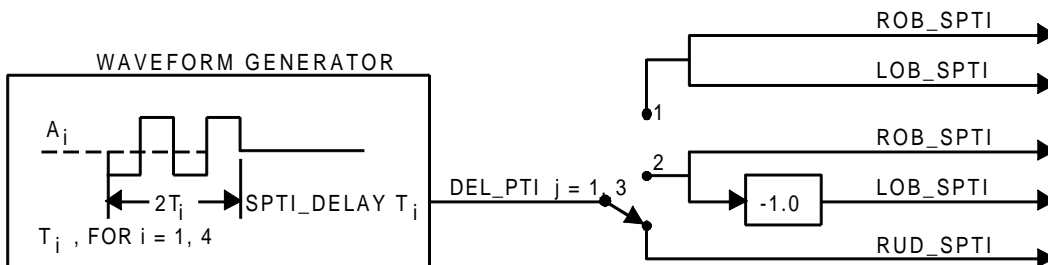 ROB_SPTI
WAVEFORM GENERATOR
LOB_SPTI
1
A i
ROB_SPTI
2
DEL_PTI j = 1, 3
LOB_SPTI
2T i
SPTI_DELAY T i
-1.0
T i , FOR i = 1, 4
RUD_SPTI